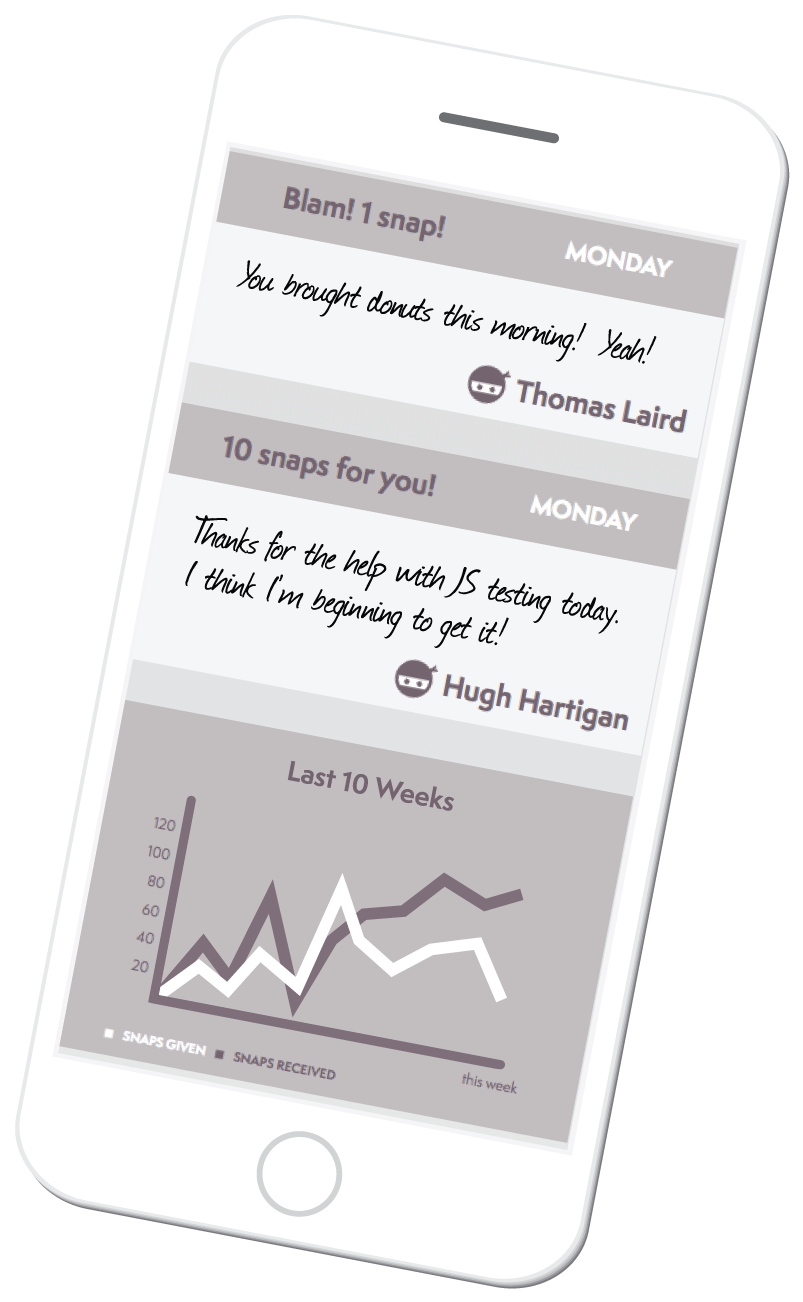 Blam! 1 snap!
MONDAY
You brought donuts this morning! Yeah!
Thomas Laird
10 snaps for you!
MONDAY
Thanks for the help with JS testing today.
I think I'm beginning to get it!
Hugh Hartigan
Last 10 Weeks
120
100
80
60
40
20
SNAPS GIVEN
SNAPS RECEIVED
this week